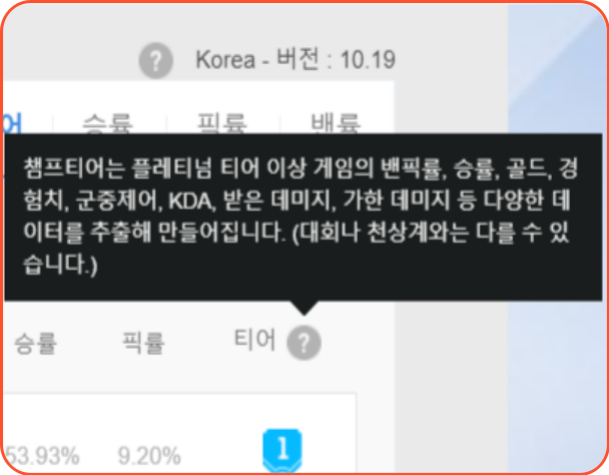 ? Korea - 버전 : 10.19
어 승률 픽률 밴률
챔프티어는 플레티넘 티어 이상 게임의 밴픽률, 승률, 골드, 경
험치, 군중제어, KDA, 받은 데미지, 가한 데미지 등 다양한 데
이터를 추출해 만들어집니다. (대회나 천상계와는 다를 수 있
습니다.)
승률 픽률 티어 ?
53.93% 9.20% 1